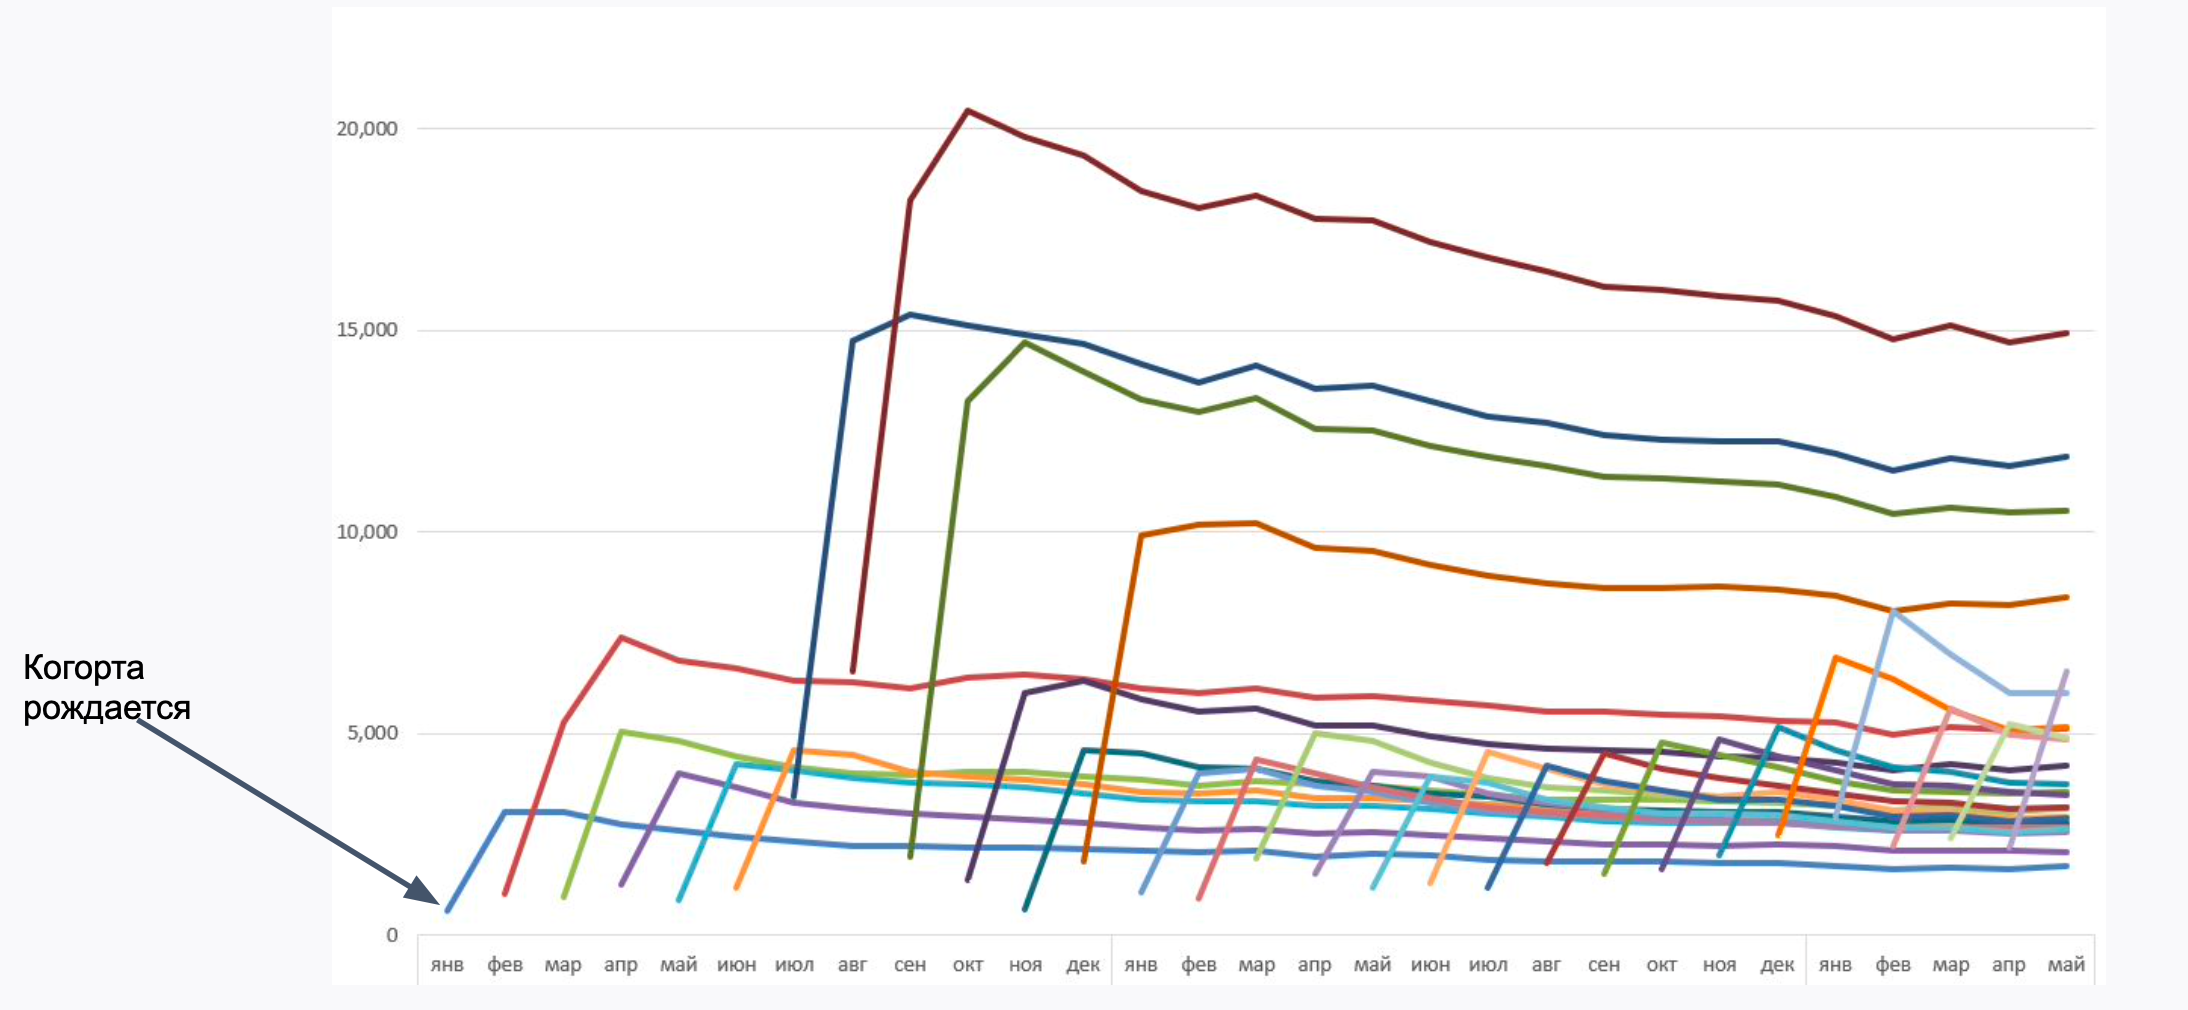 20,000
15,000
10,000
Когорта
рождается
5,000
0
янв фев мар апр май июн июл авг сен окт ноя дек янв фев мар апр май июн июл авг сен окт ноя дек янв фев мар апр май